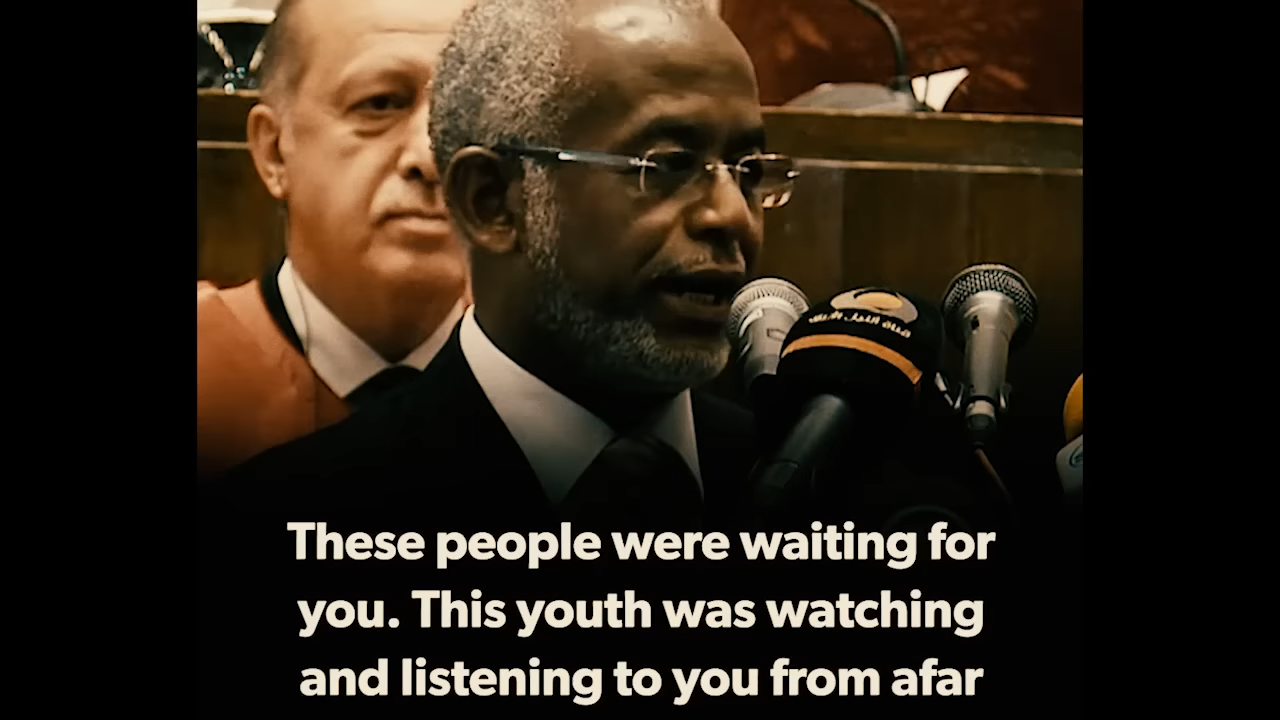 These people were waiting for
you. This youth was watching
and listening to you from afar